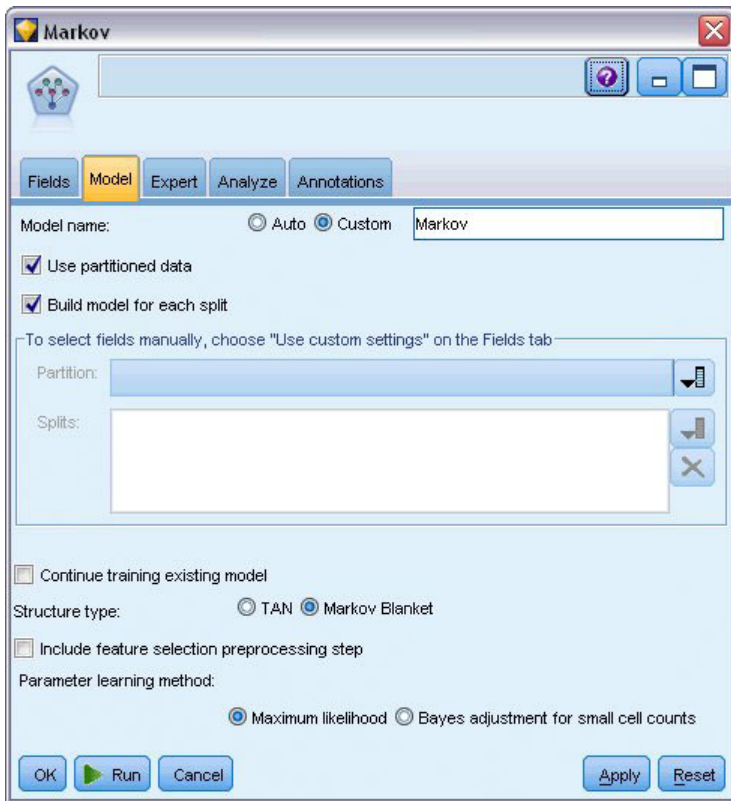 Markov
Fields Model Expert Analyze Annotations
Model name: Auto Custom Markov
Use partitioned data
Build model for each split
To select fields manually, choose "Use custom settings" on the Fields tab
Partition:
Splits:
Continue training existing model
Structure type: TAN Markov Blanket
Include feature selection preprocessing step
Parameter learning method:
Maximum likelihood Bayes adjustment for small cell counts
OK Run Cancel Apply Reset